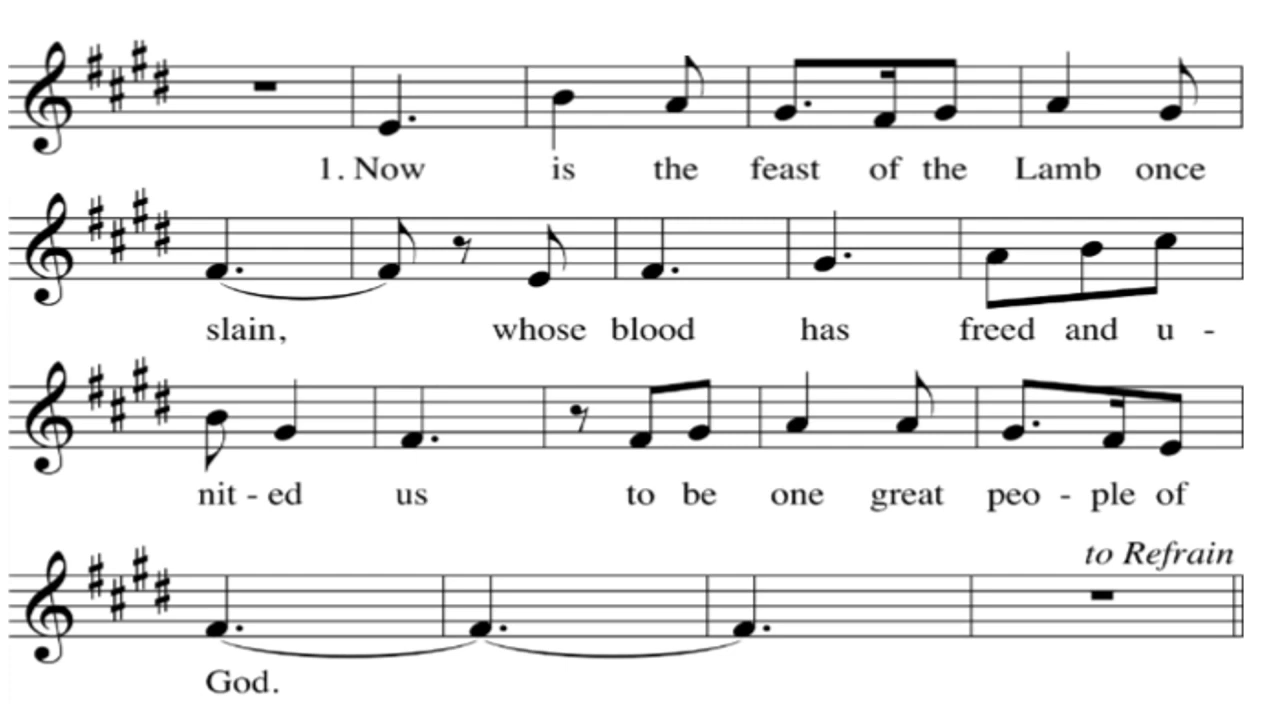 1. Now is the feast of the Lamb once
slain, whose blood has freed and u -
nit - ed us to be one great peo - ple of
to Refrain
God.